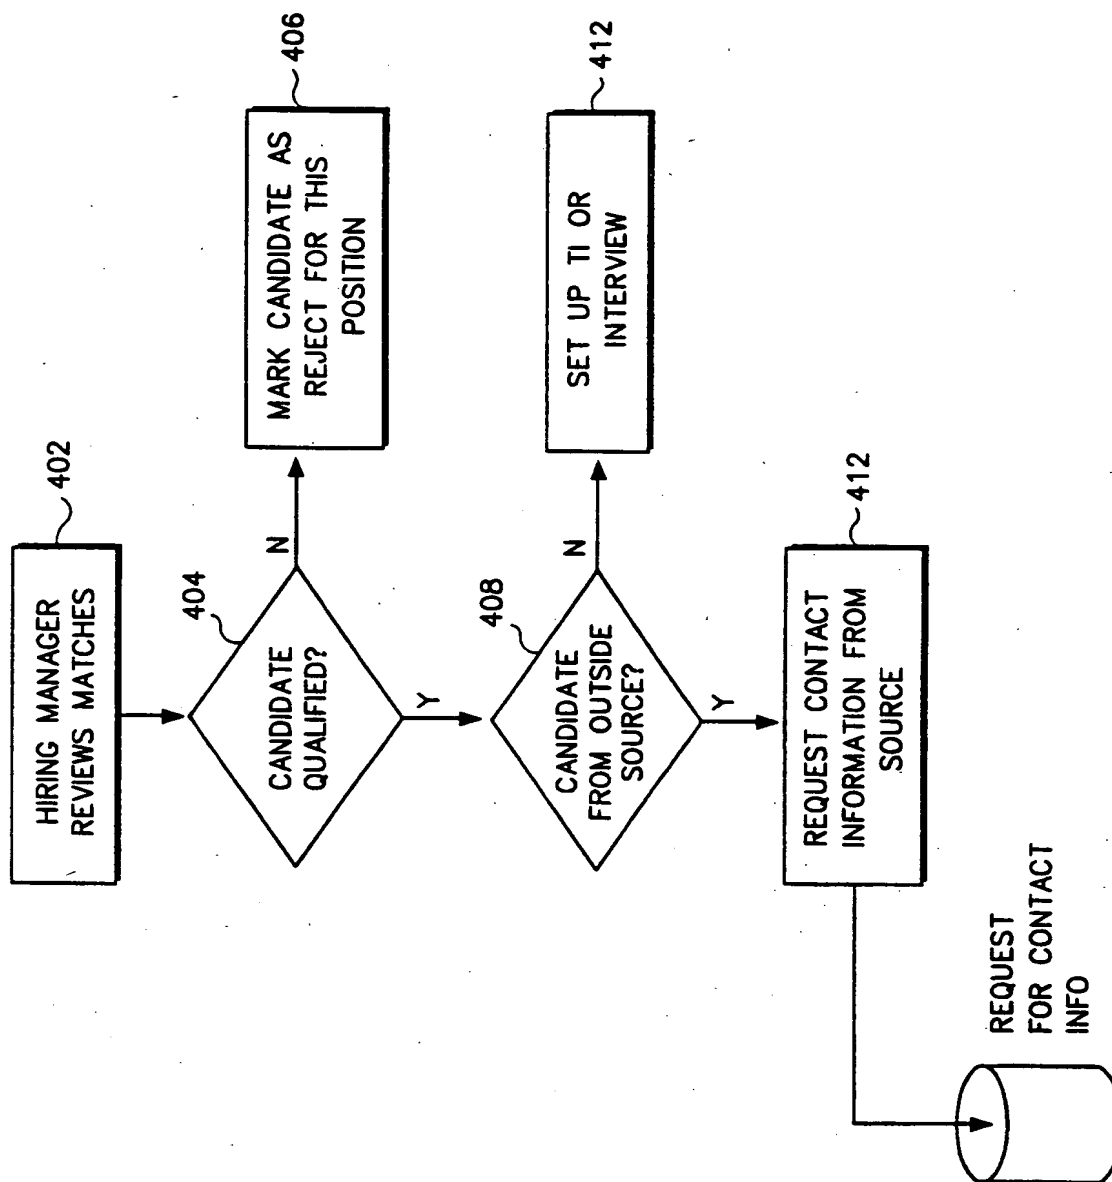 HIRING MANAGER
REVIEWS MATCHES
402
CANDIDATE
QUALIFIED?
404
N
MARK CANDIDATE AS
REJECT FOR THIS
POSITION
406
Y
CANDIDATE
FROM OUTSIDE
SOURCE?
408
N
SET UP TI OR
INTERVIEW
412
Y
REQUEST CONTACT
INFORMATION FROM
SOURCE
412
REQUEST
FOR CONTACT
INFO